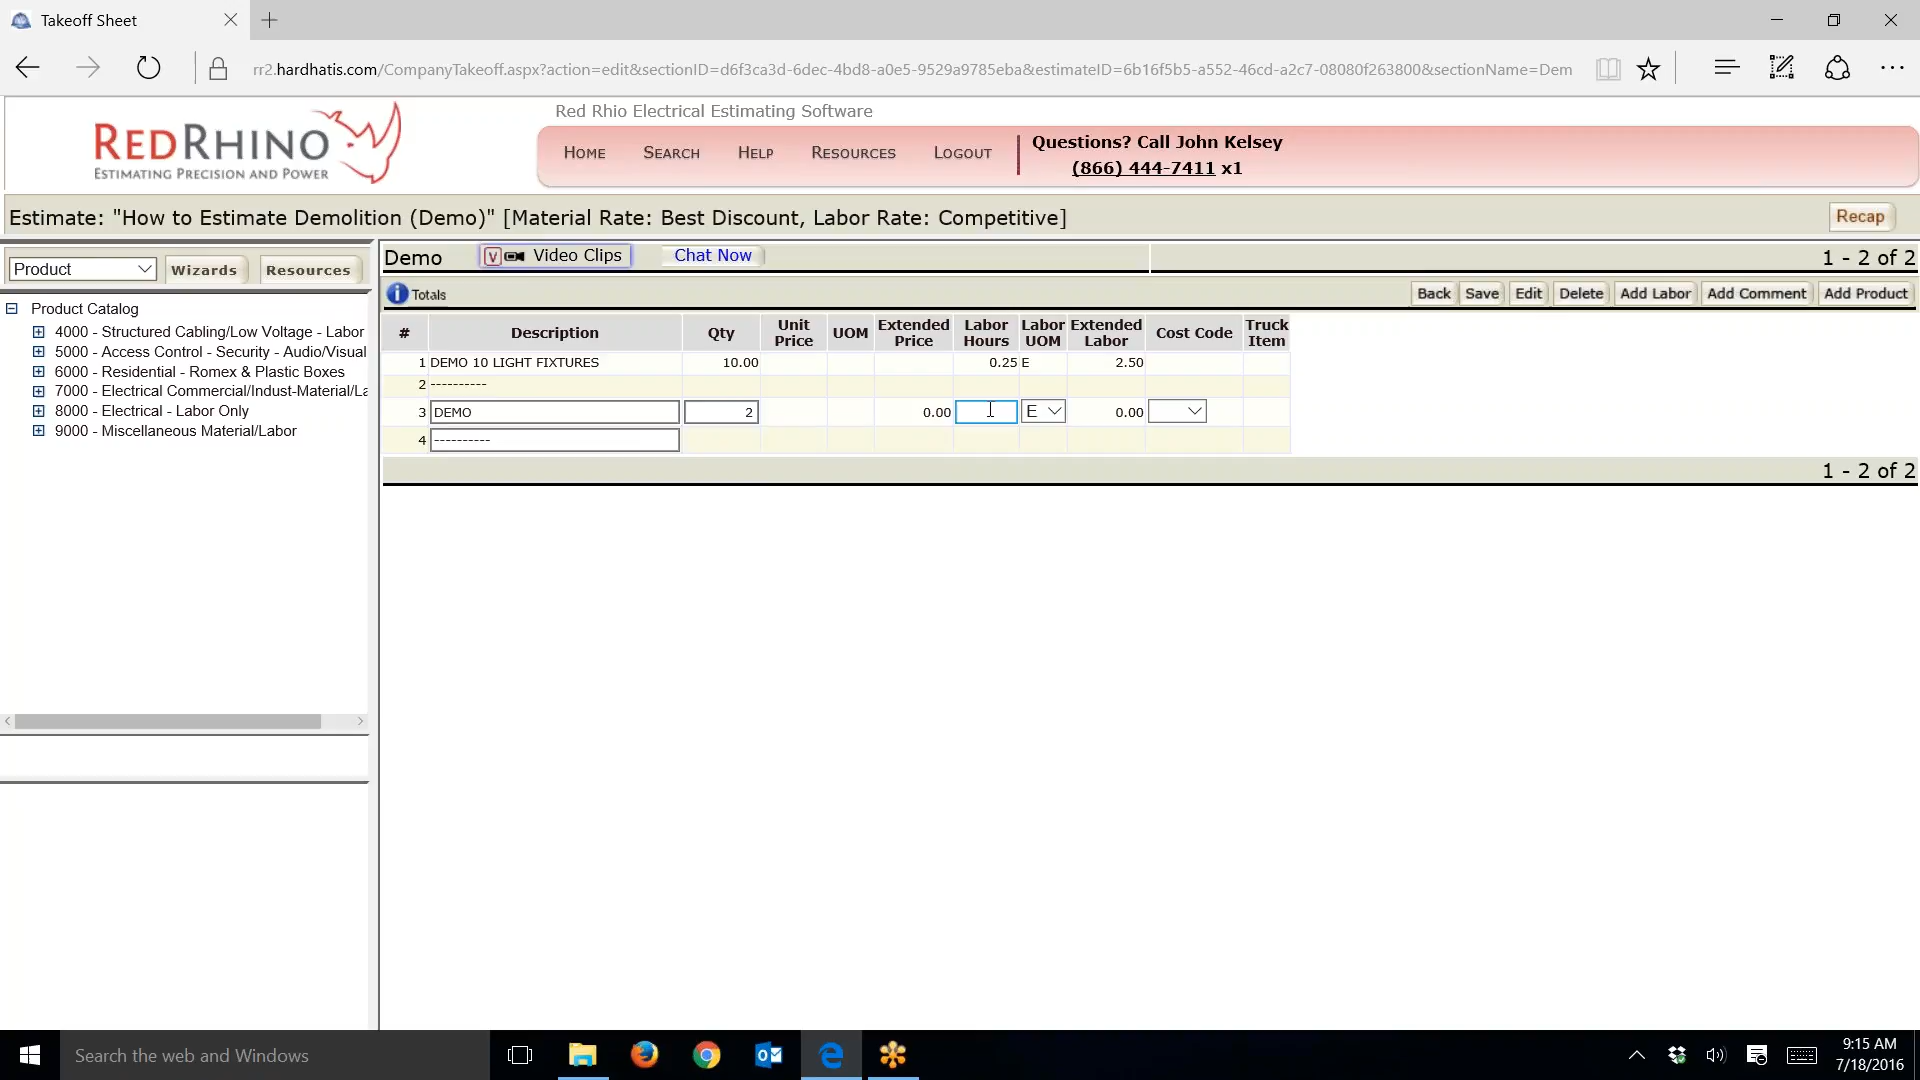 Takeoff Sheet
rr2.hardhatis.com/CompanyTakeoff.aspx?action=edit&sectionID=d6f3ca3d-6dec-4bd8-a0e5-9529a9785eba&estimateID=6b16f5b5-a552-46cd-a2c7-08080f263800&sectionName=Dem
REDRHINO
ESTIMATING PRECISION AND POWER
Red Rhio Electrical Estimating Software
HOME SEARCH HELP RESOURCES LOGOUT
Questions? Call John Kelsey
(866) 444-7411 x1
Estimate: "How to Estimate Demolition (Demo)" [Material Rate: Best Discount, Labor Rate: Competitive]
Recap
Product Wizards Resources
Product Catalog
4000 - Structured Cabling/Low Voltage - Labor
5000 - Access Control - Security - Audio/Visual
6000 - Residential - Romex & Plastic Boxes
7000 - Electrical Commercial/Indust-Material/La
8000 - Electrical - Labor Only
9000 - Miscellaneous Material/Labor
Demo V Video Clips Chat Now 1 - 2 of 2
i Totals Back Save Edit Delete Add Labor Add Comment Add Product
# Description Qty Unit Price UOM Extended Price Labor Hours Labor UOM Extended Labor Cost Code Truck Item
1 DEMO 10 LIGHT FIXTURES 10.00 0.25 E 2.50
2 ----------
3 DEMO 2 0.00 E 0.00
4 ----------
1 - 2 of 2
Search the web and Windows
9:15 AM
7/18/2016